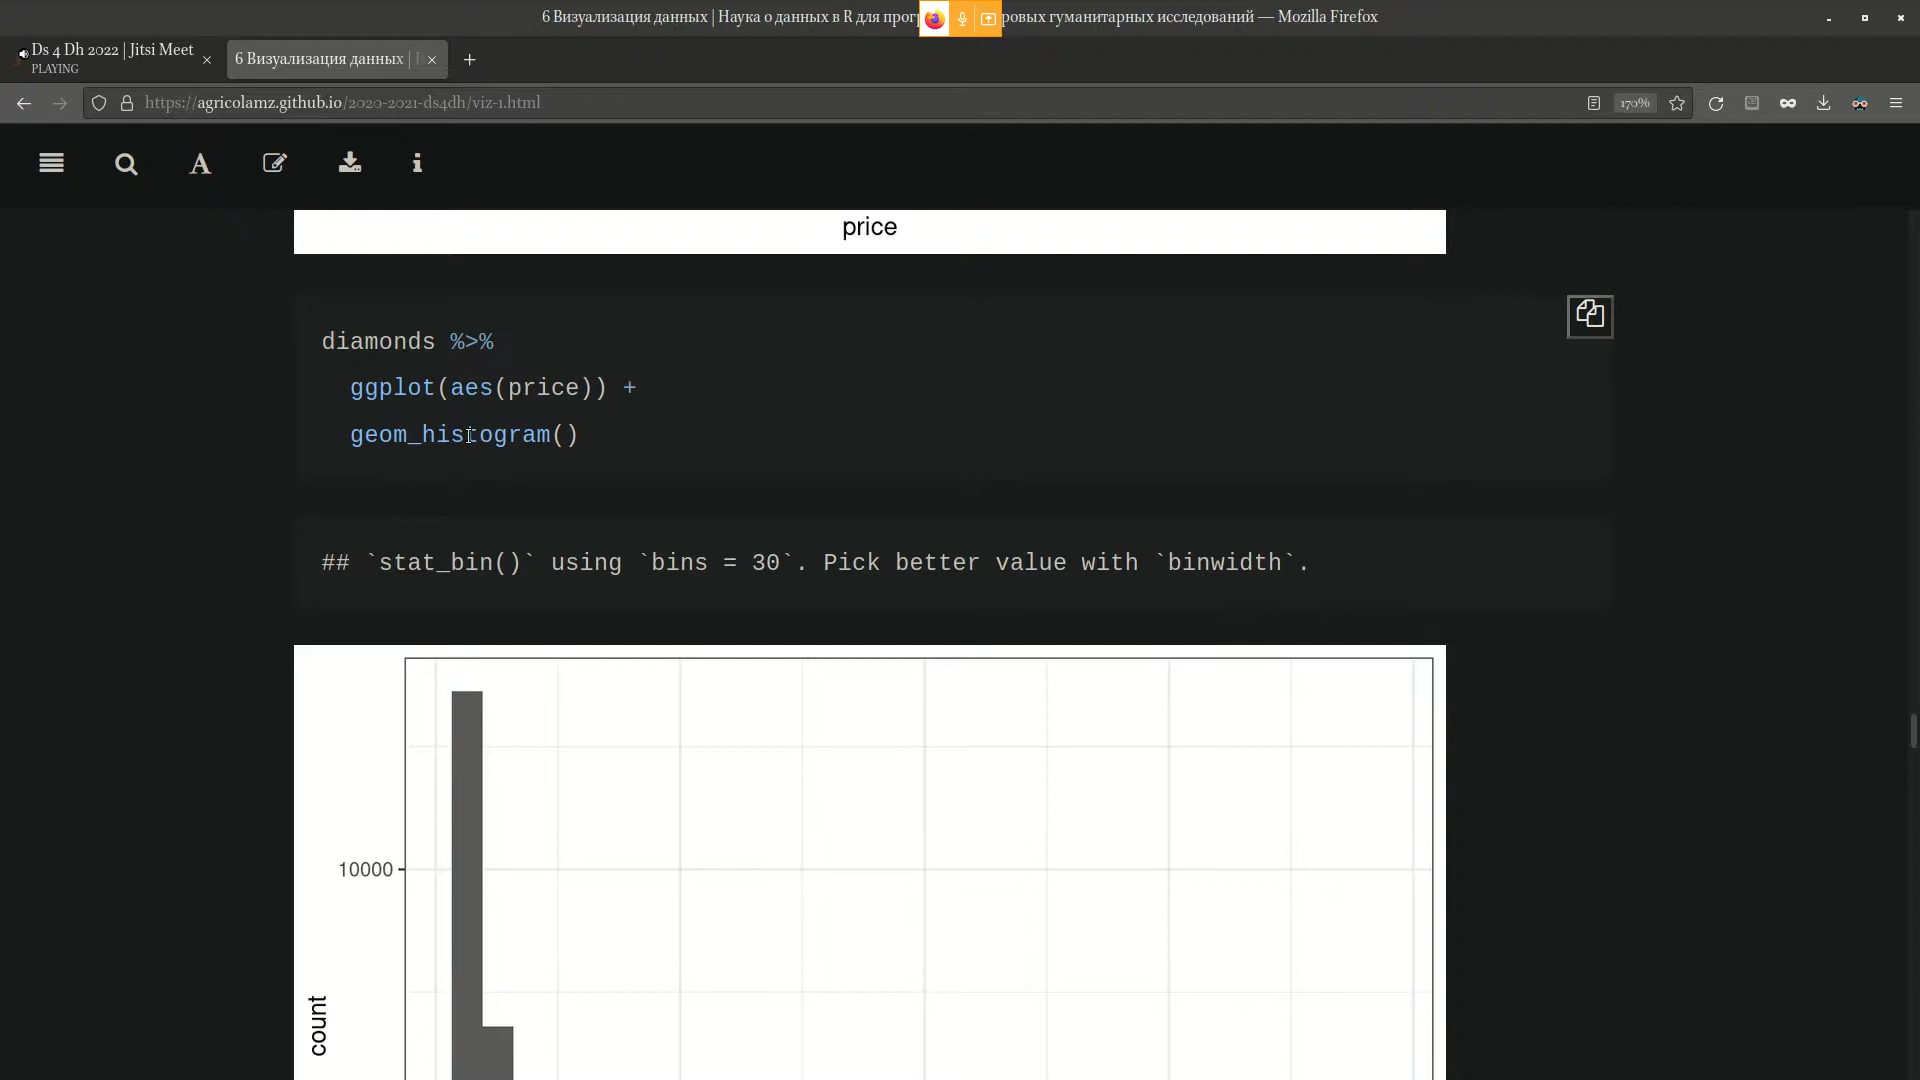 6 Визуализация данных | Наука о данных в R для прог
ровых гуманитарных исследований — Mozilla Firefox
Ds 4 Dh 2022 | Jitsi Meet
PLAYING
6 Визуализация данных |
https://agricolamz.github.io/2020-2021-ds4dh/viz-1.html
170%
price
diamonds %>%
ggplot(aes(price)) +
geom_histogram()
## `stat_bin()` using `bins = 30`. Pick better value with `binwidth`.
10000
count